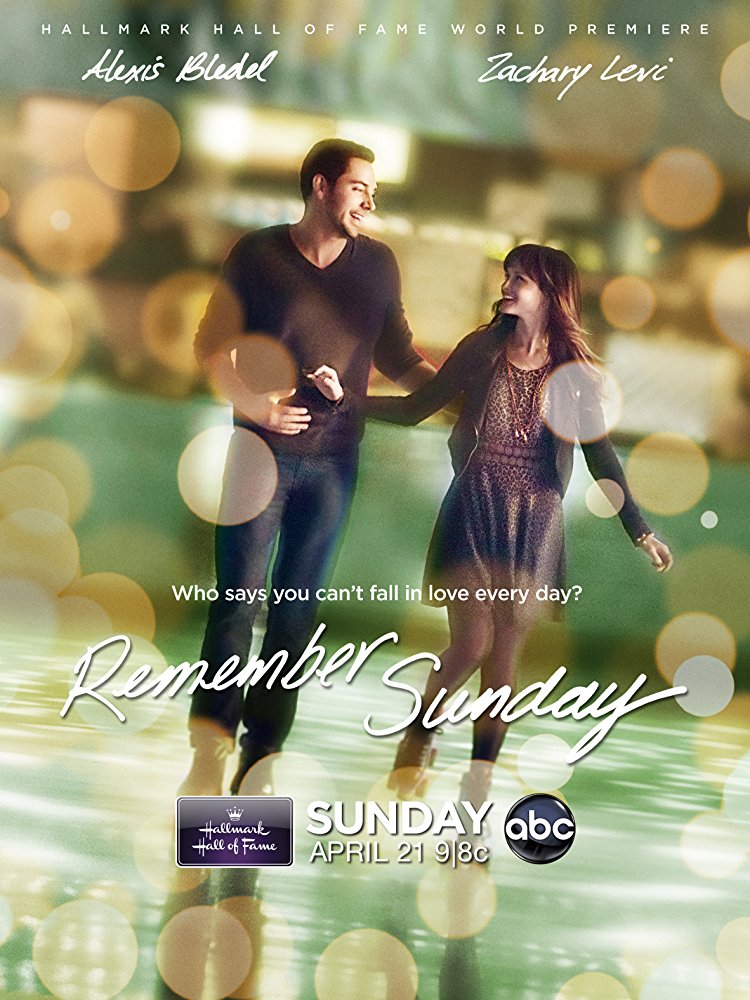 HALLMARK HALL OF FAME WORLD PREMIERE
Alexis Bledel Zachary Levi
Who says you can't fall in love every day?
Remember Sunday
Hallmark
Hall of Fame
SUNDAY
APRIL 21 9|8c
abc